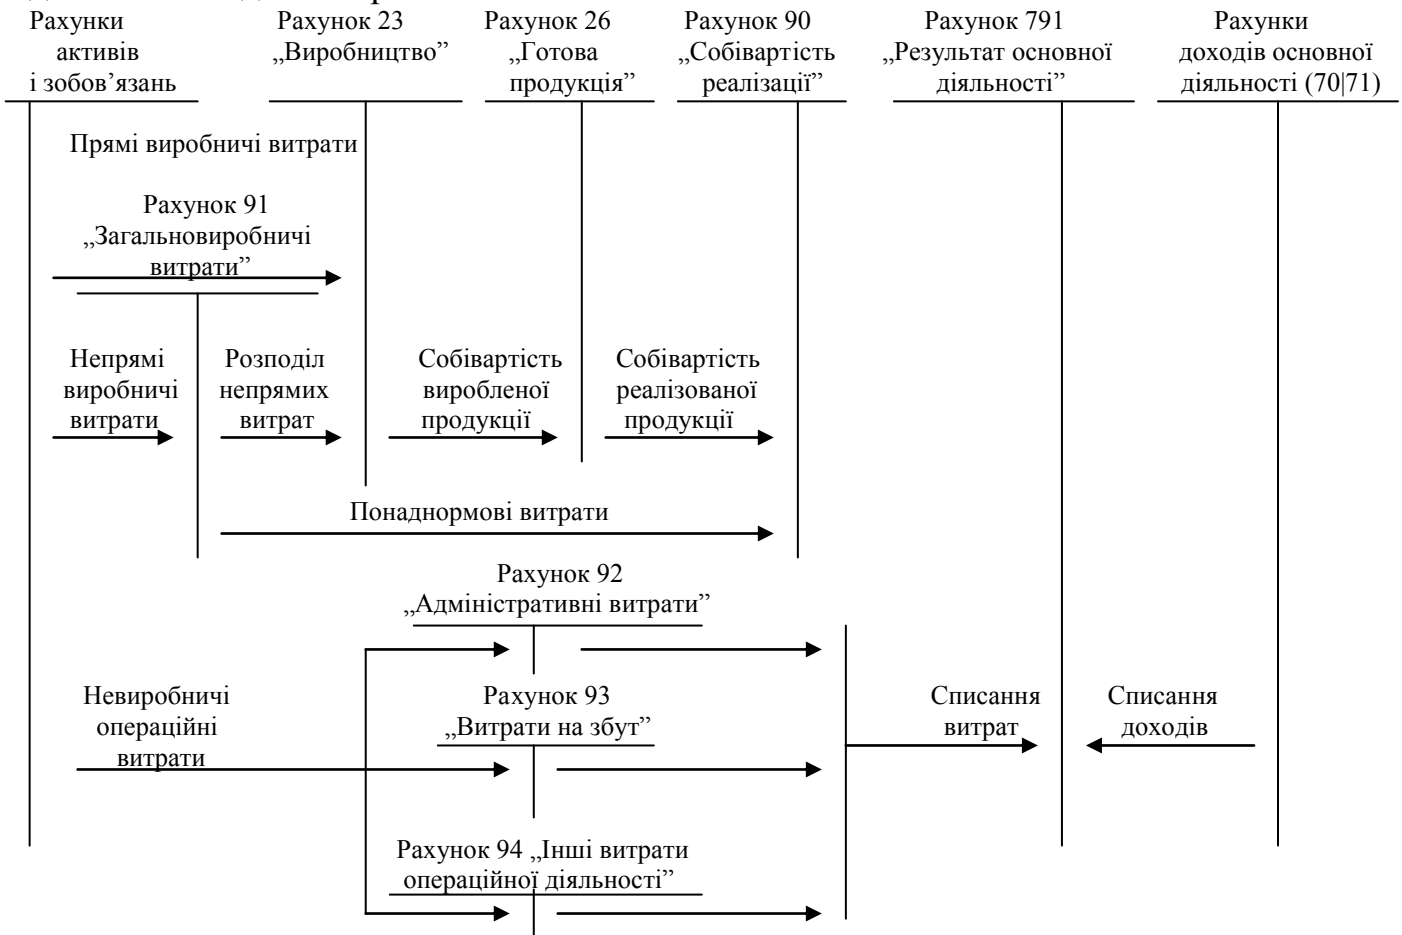 Рахунки
активів
і зобов’язань
Рахунок 23
„Виробництво”
Рахунок 26
„Готова
продукція”
Рахунок 90
„Собівартість
реалізації”
Рахунок 791
„Результат основної
діяльності”
Рахунки
доходів основної
діяльності (70|71)
Прямі виробничі витрати
Рахунок 91
„Загальновиробничі
витрати”
Непрямі
виробничі
витрати
Розподіл
непрямих
витрат
Собівартість
виробленої
продукції
Собівартість
реалізованої
продукції
Понаднормові витрати
Рахунок 92
„Адміністративні витрати”
Невиробничі
операційні
витрати
Рахунок 93
„Витрати на збут”
Списання
витрат
Списання
доходів
Рахунок 94 „Інші витрати
операційної діяльності”